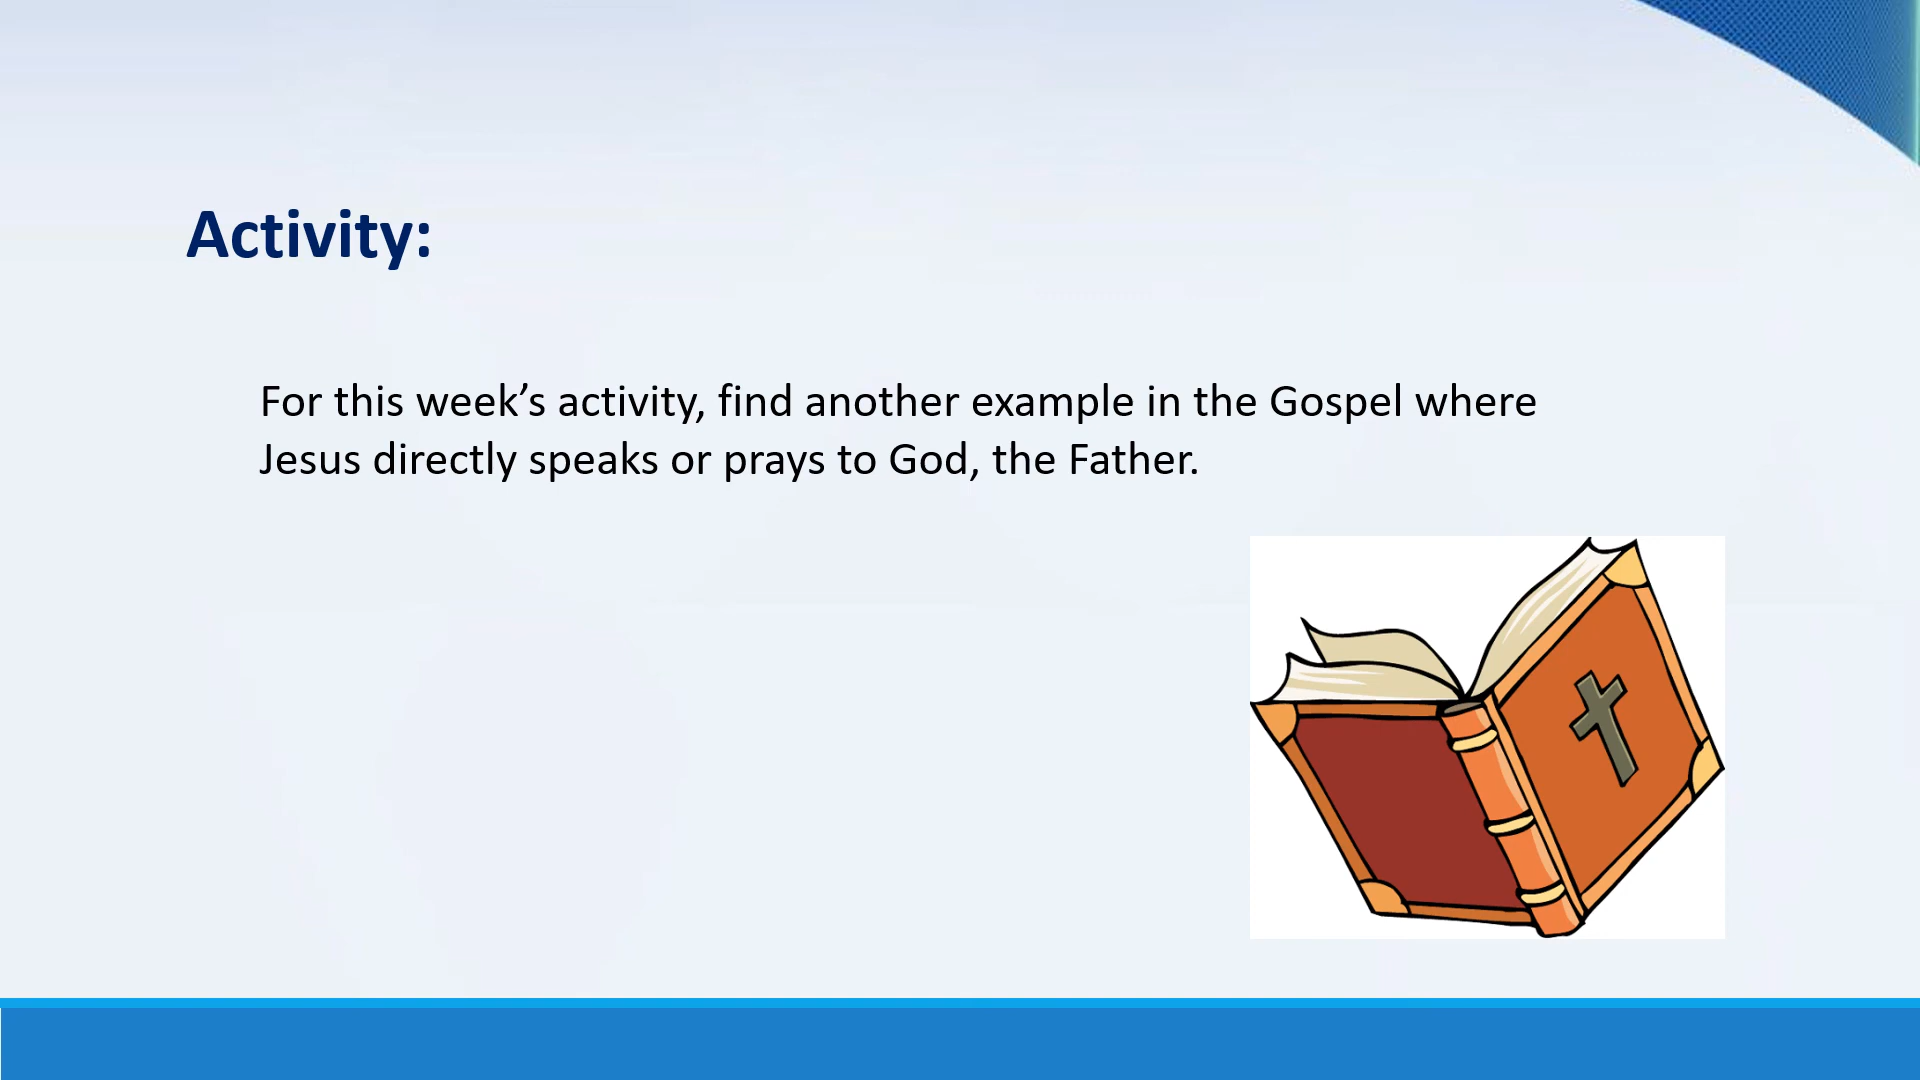 Activity:
For this week’s activity, find another example in the Gospel where
Jesus directly speaks or prays to God, the Father.